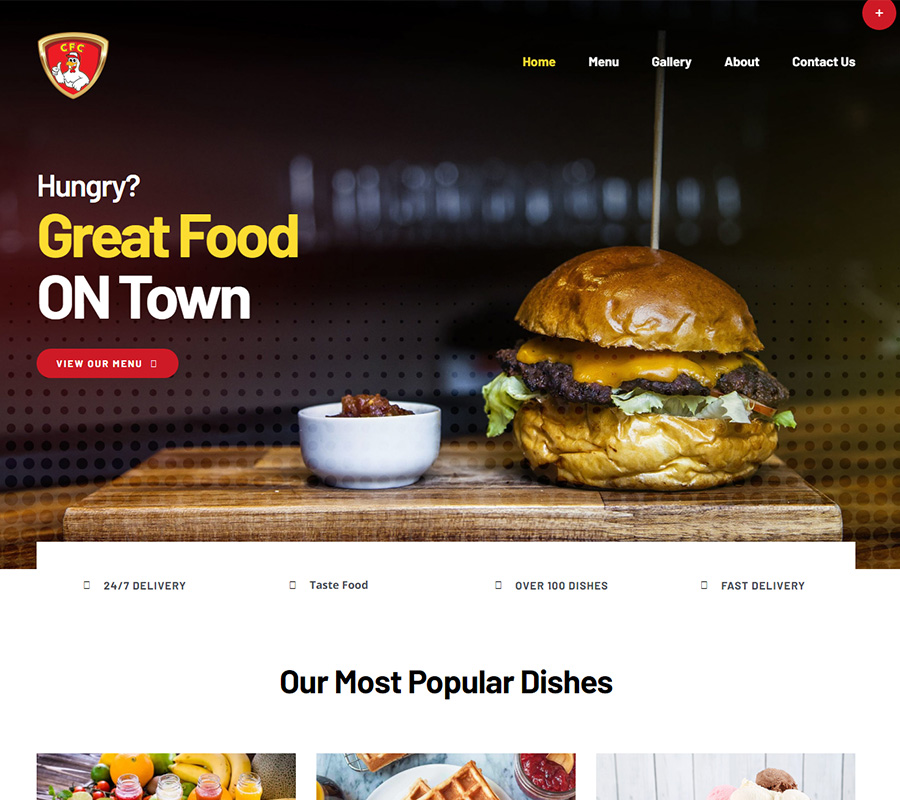 CFC
+
Home Menu Gallery About Contact Us
Hungry?
Great Food
ON Town
VIEW OUR MENU
24/7 DELIVERY Taste Food OVER 100 DISHES FAST DELIVERY
Our Most Popular Dishes